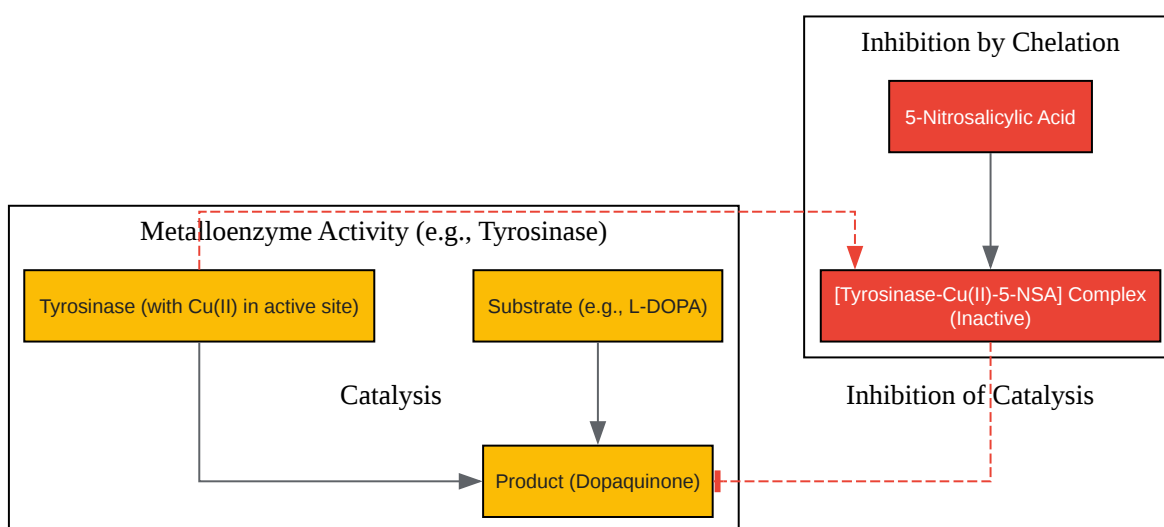 Inhibition by Chelation
5-Nitrosalicylic Acid
Metalloenzyme Activity (e.g., Tyrosinase)
Tyrosinase (with Cu(II) in active site)
Substrate (e.g., L-DOPA)
[Tyrosinase-Cu(II)-5-NSA] Complex
(Inactive)
Catalysis
Inhibition of Catalysis
Product (Dopaquinone)